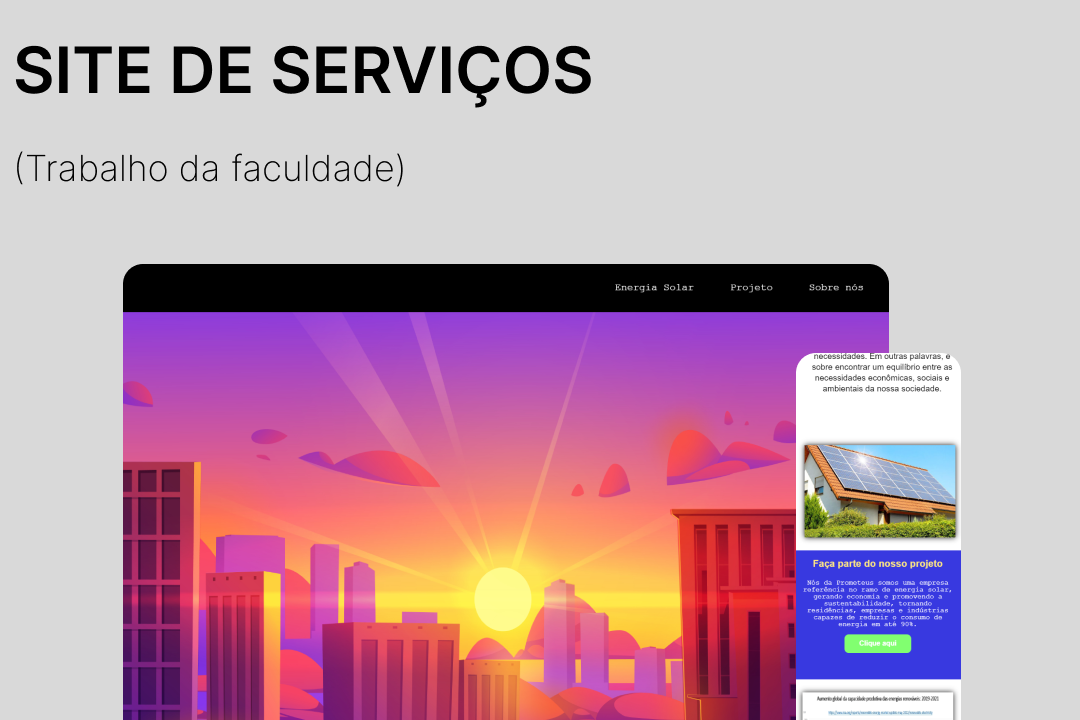 SITE DE SERVIÇOS
(Trabalho da faculdade)
Energia Solar Projeto Sobre nós
necessidades. Em outras palavras, é
sobre encontrar um equilíbrio entre as
necessidades econômicas, sociais e
ambientais da nossa sociedade.
Faça parte do nosso projeto
Nós da Prometeus somos uma empresa
referência no ramo de energia solar,
gerando economia e promovendo a
sustentabilidade, tornando
residências, empresas e indústrias
capazes de reduzir o consumo de
energia em até 90%.
Clique aqui
Aumento global da capacidade produtiva das energias renováveis: 2019-2021